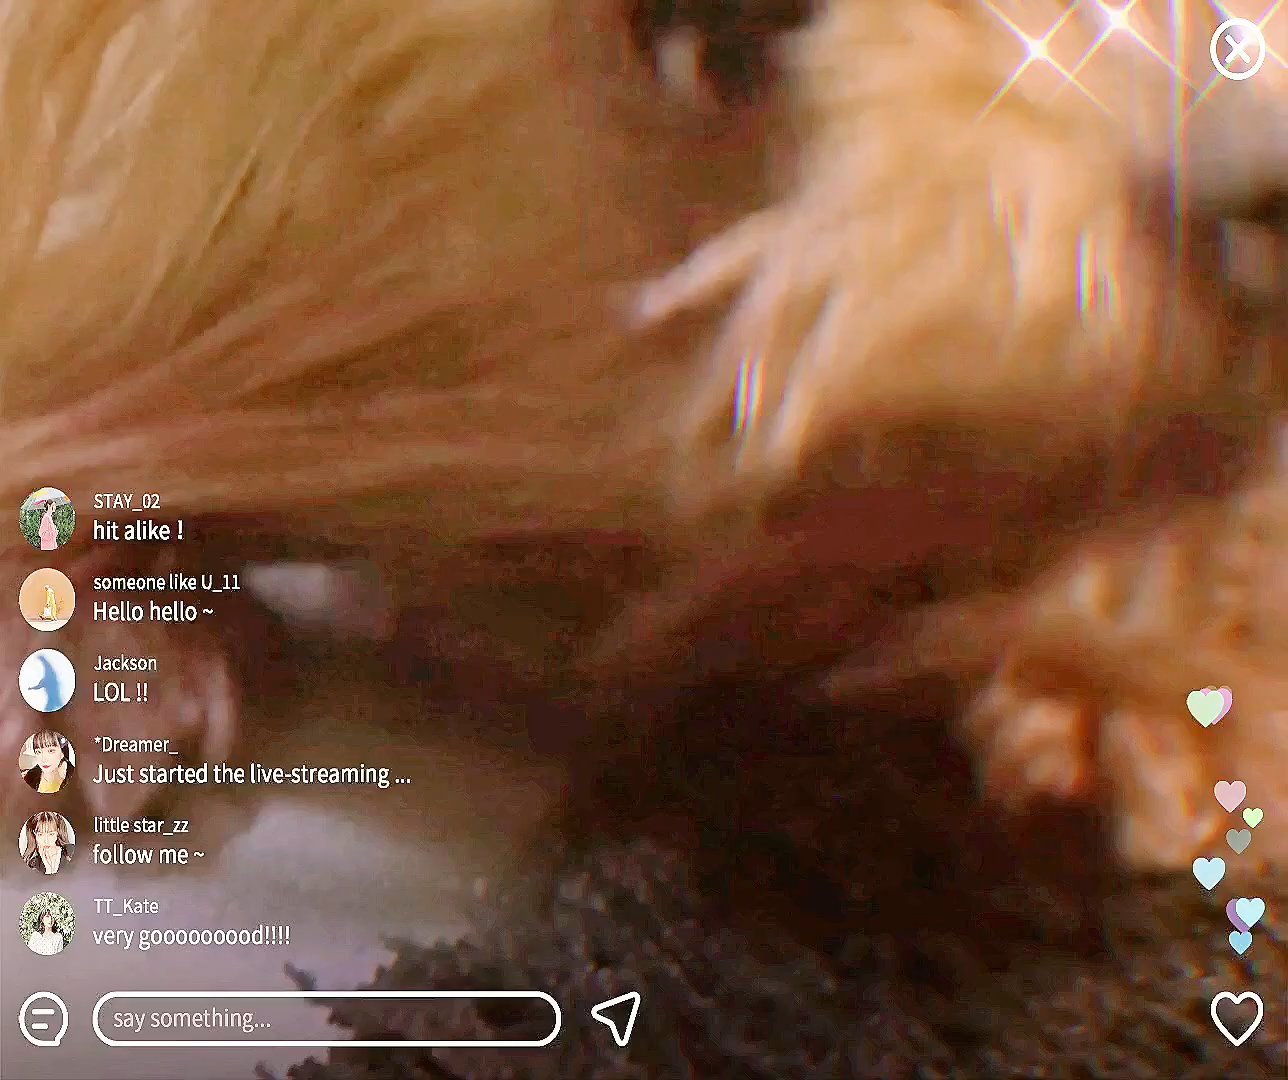 STAY_02
hit alike !
someone like U_11
Hello hello ~
Jackson
LOL !!
*Dreamer_
Just started the live-streaming ...
little star_zz
follow me ~
TT_Kate
very gooooooood!!!!
say something...